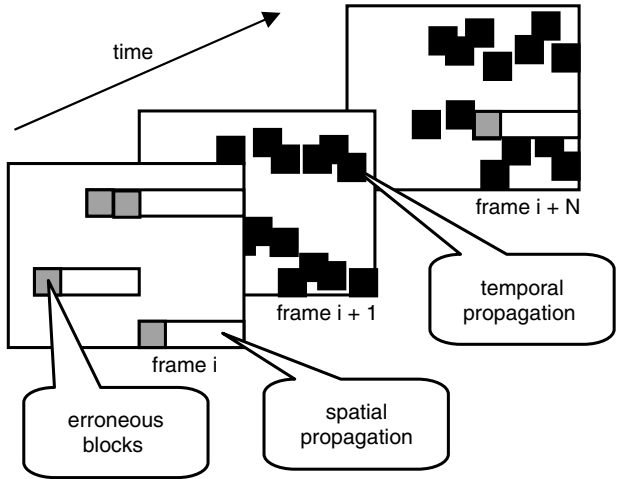 time
frame i + N
temporal
propagation
frame i + 1
frame i
erroneous
blocks
spatial
propagation